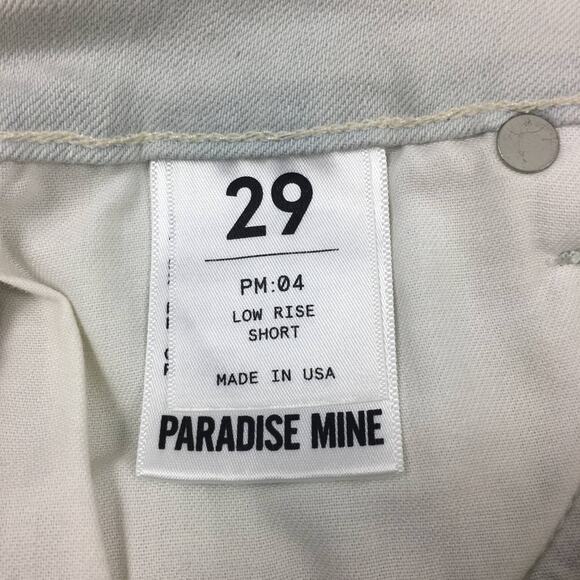 29
PM:04
LOW RISE
SHORT
MADE IN USA
PARADISE MINE